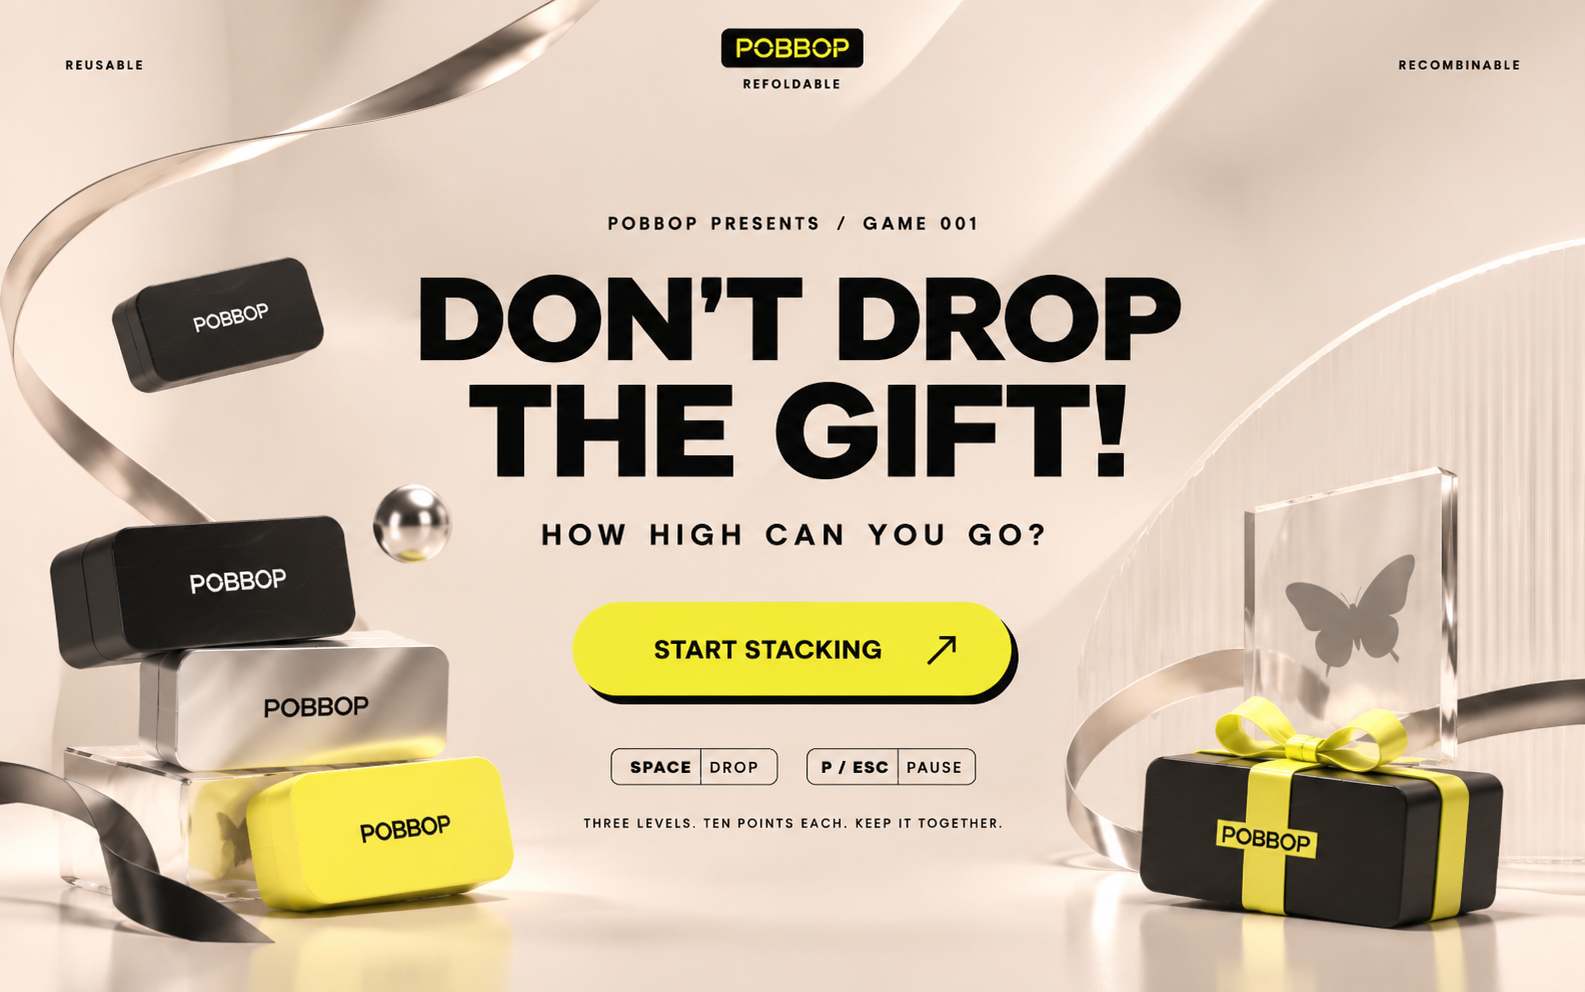 REUSABLE
POBBOP
REFOLDABLE
RECOMBINABLE
POBBOP PRESENTS / GAME 001
DON’T DROP
THE GIFT!
HOW HIGH CAN YOU GO?
START STACKING
SPACE DROP
P / ESC PAUSE
THREE LEVELS. TEN POINTS EACH. KEEP IT TOGETHER.
POBBOP
POBBOP
POBBOP
POBBOP
POBBOP